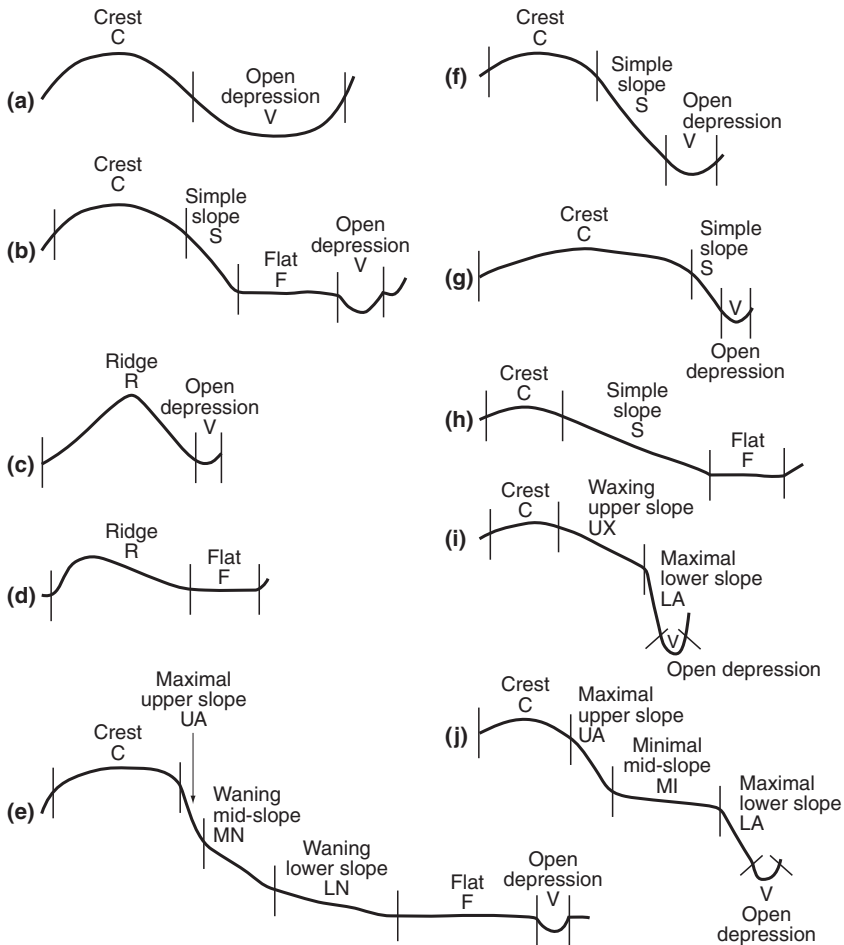 (a)
Crest
C
Open
depression
V
(b)
Crest
C
Simple
slope
S
Flat
F
Open
depression
V
(c)
Ridge
R
Open
depression
V
(d)
Ridge
R
Flat
F
(e)
Crest
C
Maximal
upper slope
UA
Waning
mid-slope
MN
Waning
lower slope
LN
Flat
F
Open
depression
V
(f)
Crest
C
Simple
slope
S
Open
depression
V
(g)
Crest
C
Simple
slope
S
V
Open
depression
(h)
Crest
C
Simple
slope
S
Flat
F
(i)
Crest
C
Waxing
upper slope
UX
Maximal
lower slope
LA
V
Open depression
(j)
Crest
C
Maximal
upper slope
UA
Minimal
mid-slope
MI
Maximal
lower slope
LA
V
Open
depression